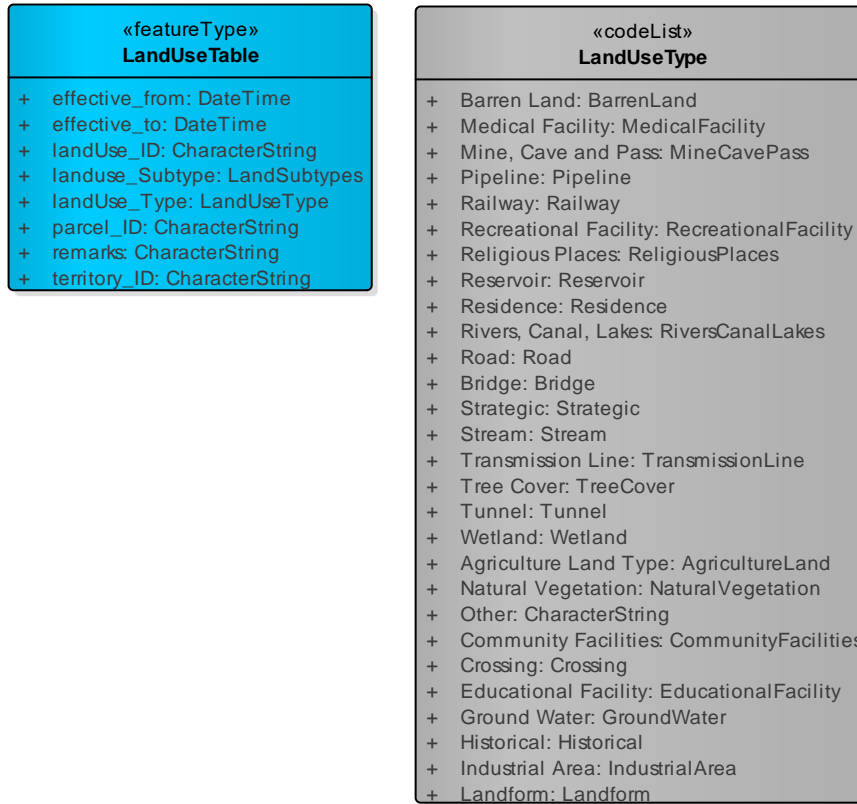 «featureType»
LandUseTable
+ effective_from: DateTime
+ effective_to: DateTime
+ landUse_ID: CharacterString
+ landuse_Subtype: LandSubtypes
+ landUse_Type: LandUseType
+ parcel_ID: CharacterString
+ remarks: CharacterString
+ territory_ID: CharacterString
«codeList»
LandUseType
+ Barren Land: BarrenLand
+ Medical Facility: MedicalFacility
+ Mine, Cave and Pass: MineCavePass
+ Pipeline: Pipeline
+ Railway: Railway
+ Recreational Facility: RecreationalFacility
+ Religious Places: ReligiousPlaces
+ Reservoir: Reservoir
+ Residence: Residence
+ Rivers, Canal, Lakes: RiversCanalLakes
+ Road: Road
+ Bridge: Bridge
+ Strategic: Strategic
+ Stream: Stream
+ Transmission Line: TransmissionLine
+ Tree Cover: TreeCover
+ Tunnel: Tunnel
+ Wetland: Wetland
+ Agriculture Land Type: AgricultureLand
+ Natural Vegetation: NaturalVegetation
+ Other: CharacterString
+ Community Facilities: CommunityFacilities
+ Crossing: Crossing
+ Educational Facility: EducationalFacility
+ Ground Water: GroundWater
+ Historical: Historical
+ Industrial Area: IndustrialArea
+ Landform: Landform